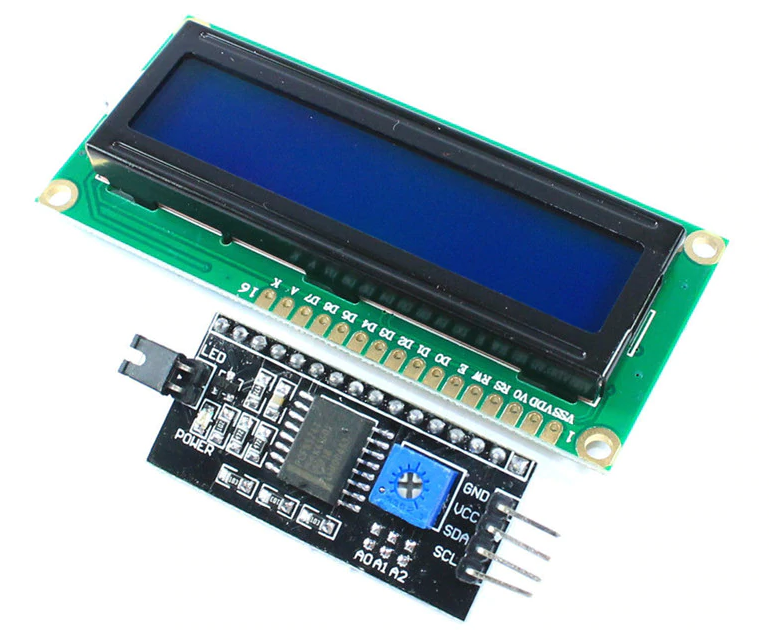 16 K A D7 D6 D5 D4 D3 D2 D1 D0 E RW RS V0 VDD VSS 1
LED
POWER
GND
VCC
SDA
SCL
A0 A1 A2